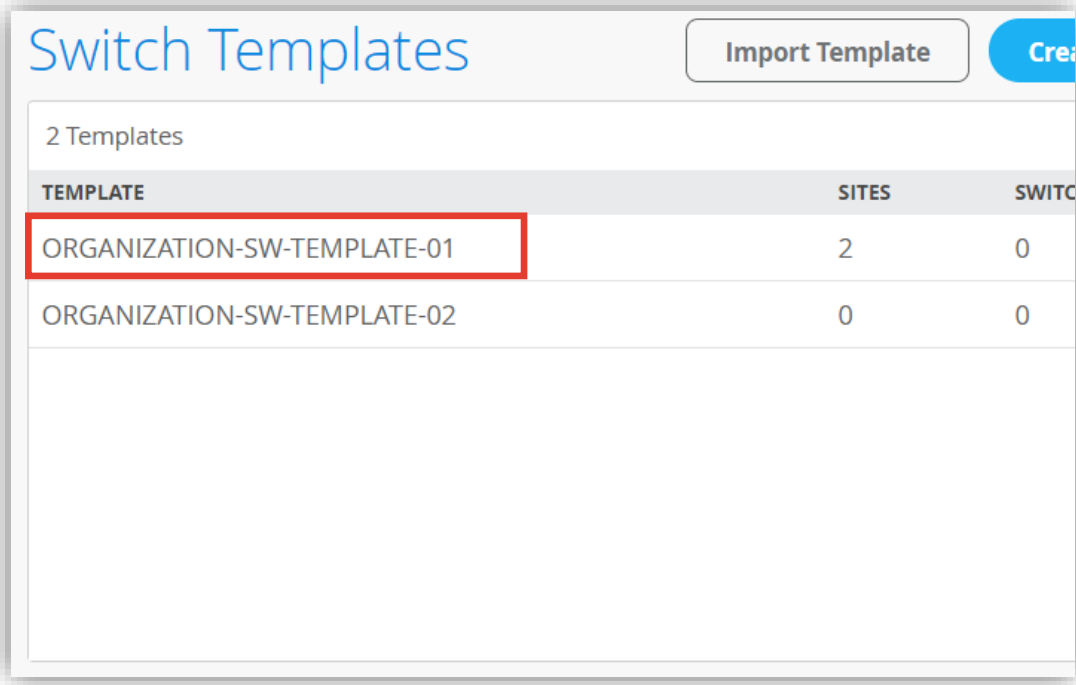 Switch Templates Import Template
2 Templates
TEMPLATE SITES
ORGANIZATION-SW-TEMPLATE-01 2 0
ORGANIZATION-SW-TEMPLATE-02 0 0